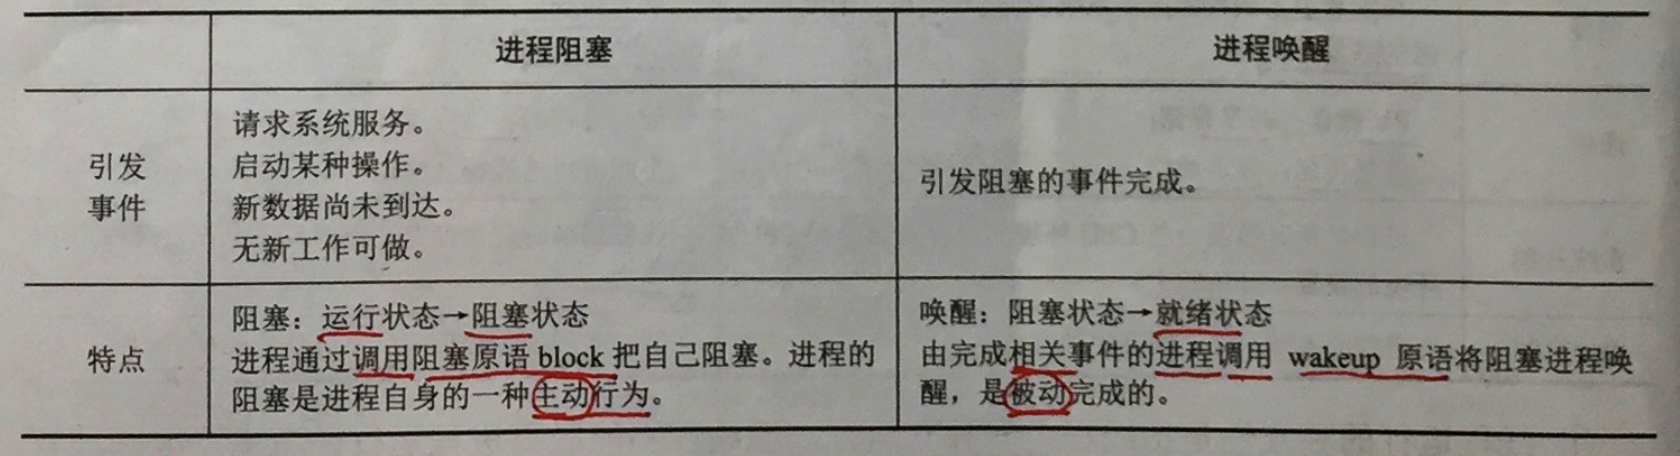 进程阻塞
进程唤醒
引发
事件
请求系统服务。
启动某种操作。
新数据尚未到达。
无新工作可做。
引发阻塞的事件完成。
特点
阻塞：运行状态→阻塞状态
进程通过调用阻塞原语 block 把自己阻塞。进程的
阻塞是进程自身的一种主动行为。
唤醒：阻塞状态→就绪状态
由完成相关事件的进程调用 wakeup 原语将阻塞进程唤
醒，是被动完成的。